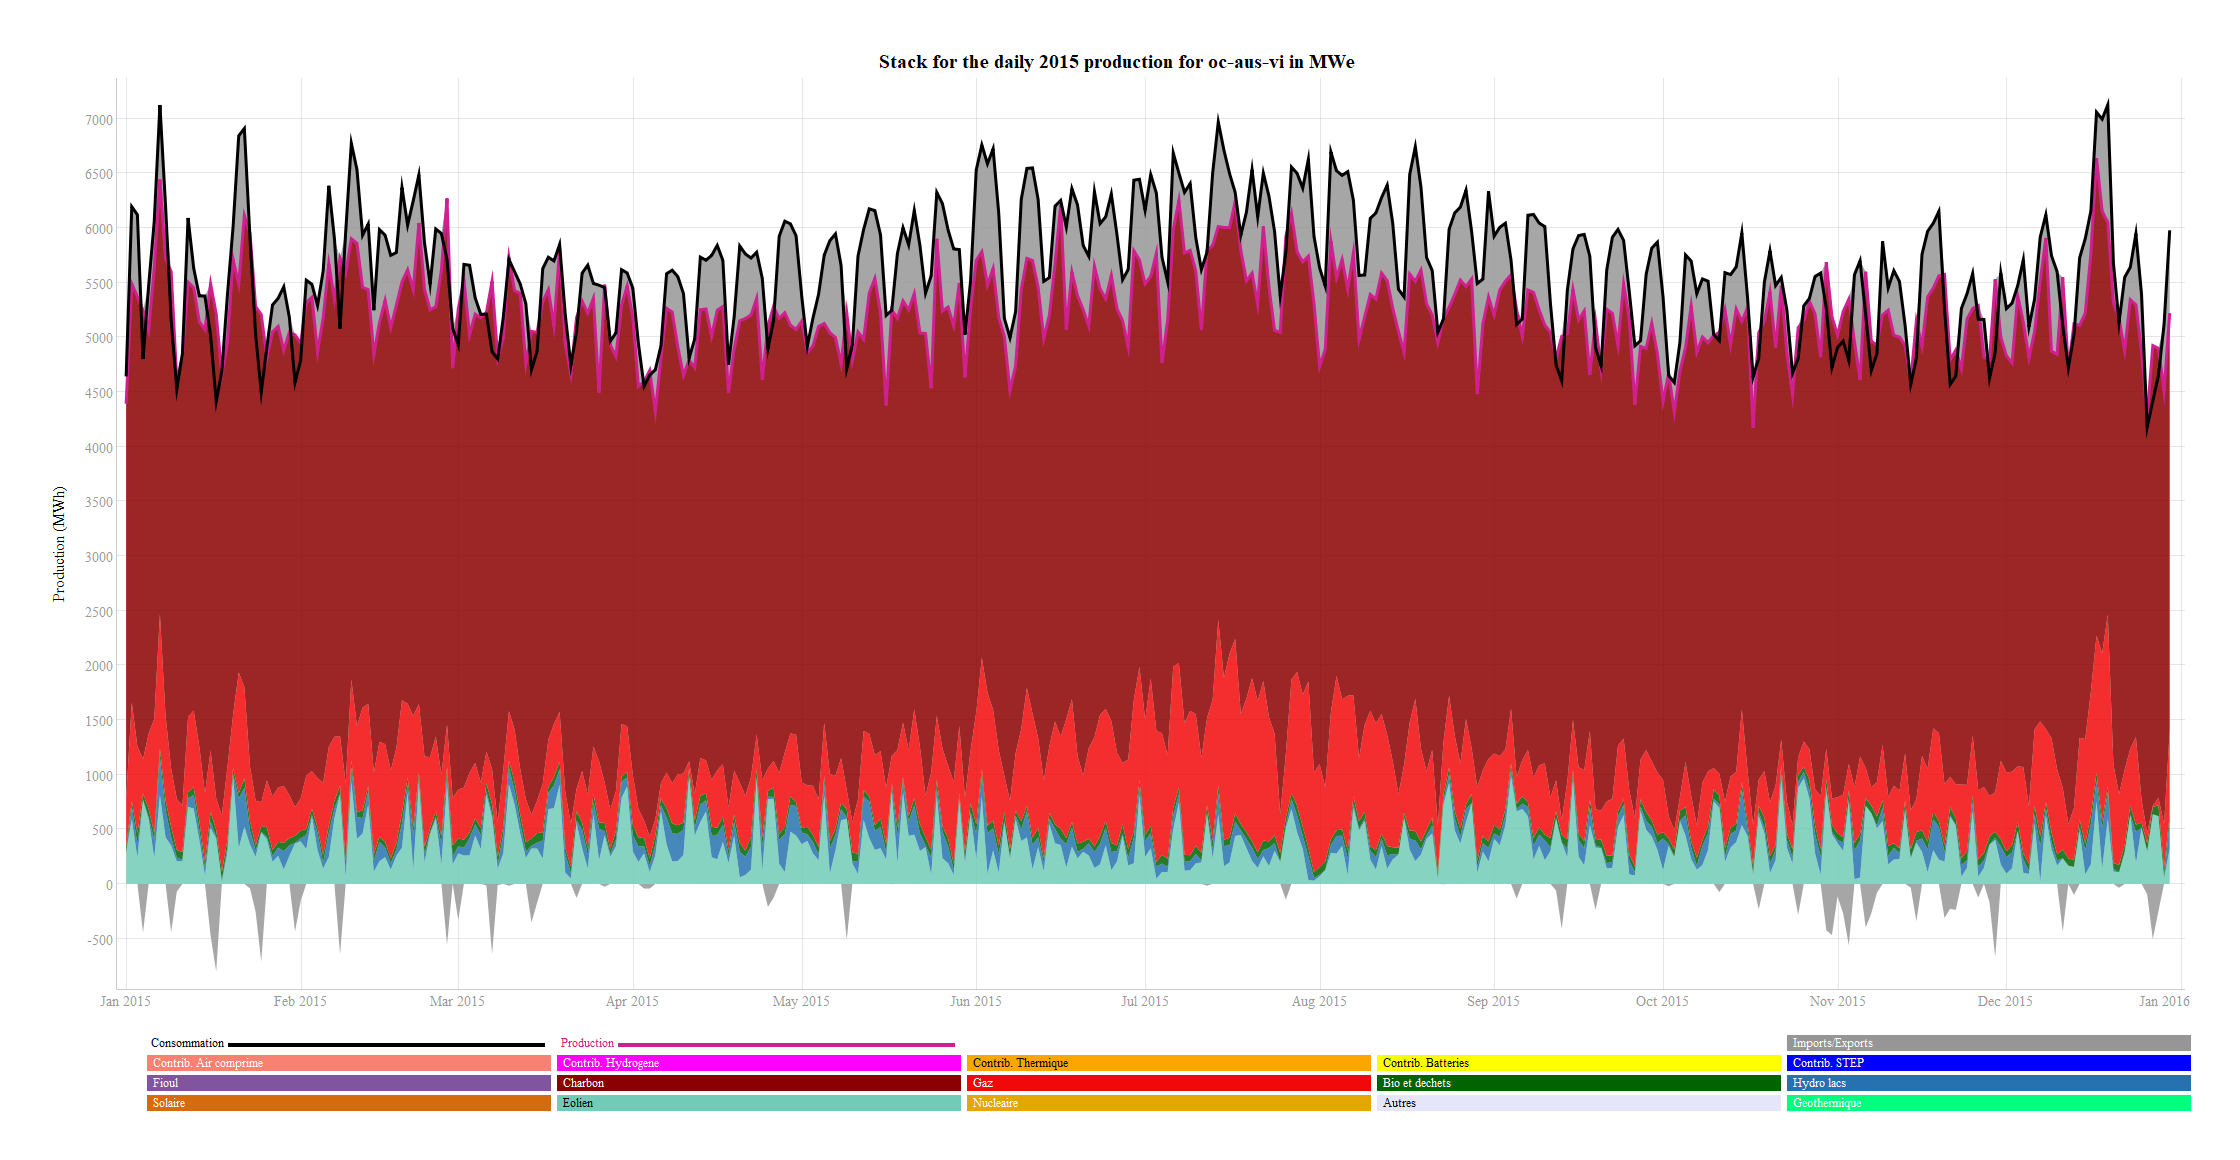 Stack for the daily 2015 production for oc-aus-vi in MWe
Production (MWh)
7000
6500
6000
5500
5000
4500
4000
3500
3000
2500
2000
1500
1000
500
0
-500
Jan 2015 Feb 2015 Mar 2015 Apr 2015 May 2015 Jun 2015 Jul 2015 Aug 2015 Sep 2015 Oct 2015 Nov 2015 Dec 2015 Jan 2016
Consommation Production Imports/Exports
Contrib. Air comprime Contrib. Hydrogene Contrib. Thermique Contrib. Batteries Contrib. STEP
Fioul Charbon Gaz Bio et dechets Hydro lacs
Solaire Eolien Nucleaire Autres Geothermique